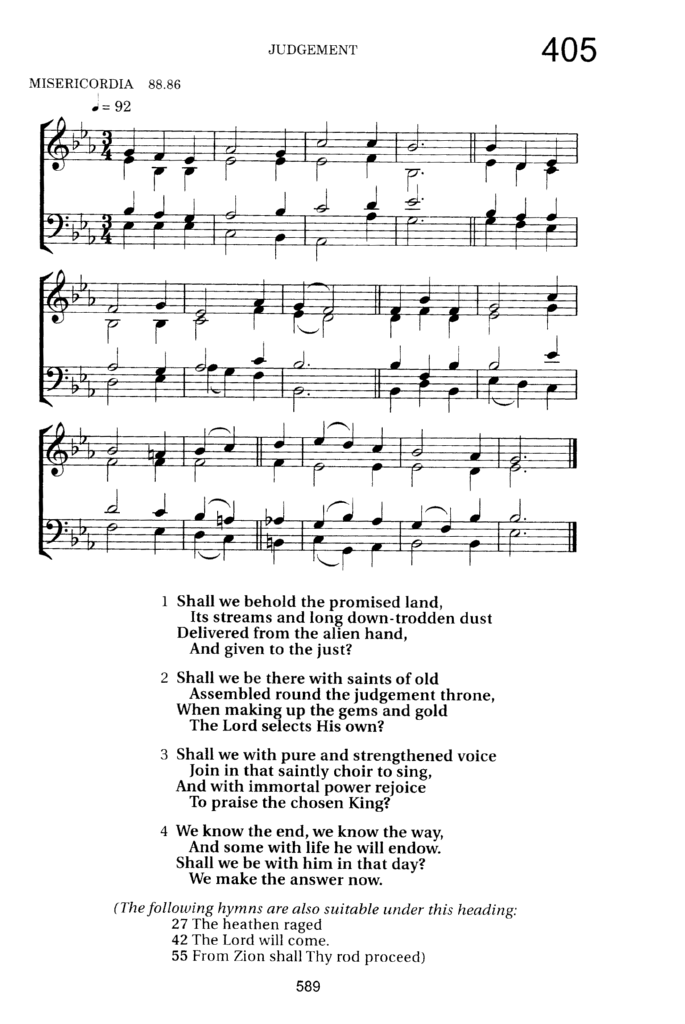 JUDGEMENT 405
MISERICORDIA 88.86
♩= 92
1 Shall we behold the promised land,
Its streams and long down-trodden dust
Delivered from the alien hand,
And given to the just?
2 Shall we be there with saints of old
Assembled round the judgement throne,
When making up the gems and gold
The Lord selects His own?
3 Shall we with pure and strengthened voice
Join in that saintly choir to sing,
And with immortal power rejoice
To praise the chosen King?
4 We know the end, we know the way,
And some with life he will endow.
Shall we be with him in that day?
We make the answer now.
(The following hymns are also suitable under this heading:
27 The heathen raged
42 The Lord will come.
55 From Zion shall Thy rod proceed)
589